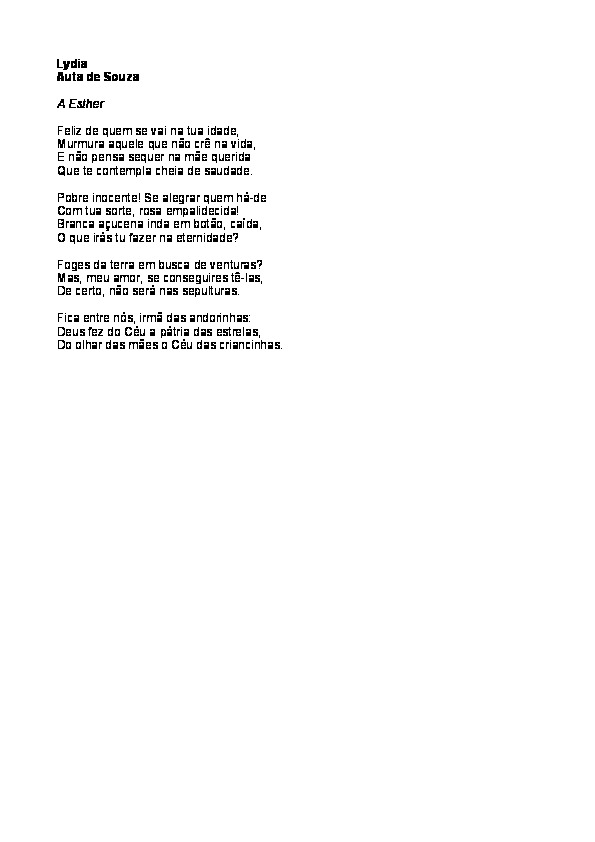 Lydia
Auta de Souza
A Esther
Feliz de quem se vai na tua idade,
Murmura aquele que não crê na vida,
E não pensa sequer na mãe querida
Que te contempla cheia de saudade.
Pobre inocente! Se alegrar quem há-de
Com tua sorte, rosa empalidecida!
Branca açucena inda em botão, caída,
O que irás tu fazer na eternidade?
Foges da terra em busca de venturas?
Mas, meu amor, se conseguires tê-las,
De certo, não será nas sepulturas.
Fica entre nós, irmã das andorinhas:
Deus fez do Céu a pátria das estrelas,
Do olhar das mães o Céu das criancinhas.